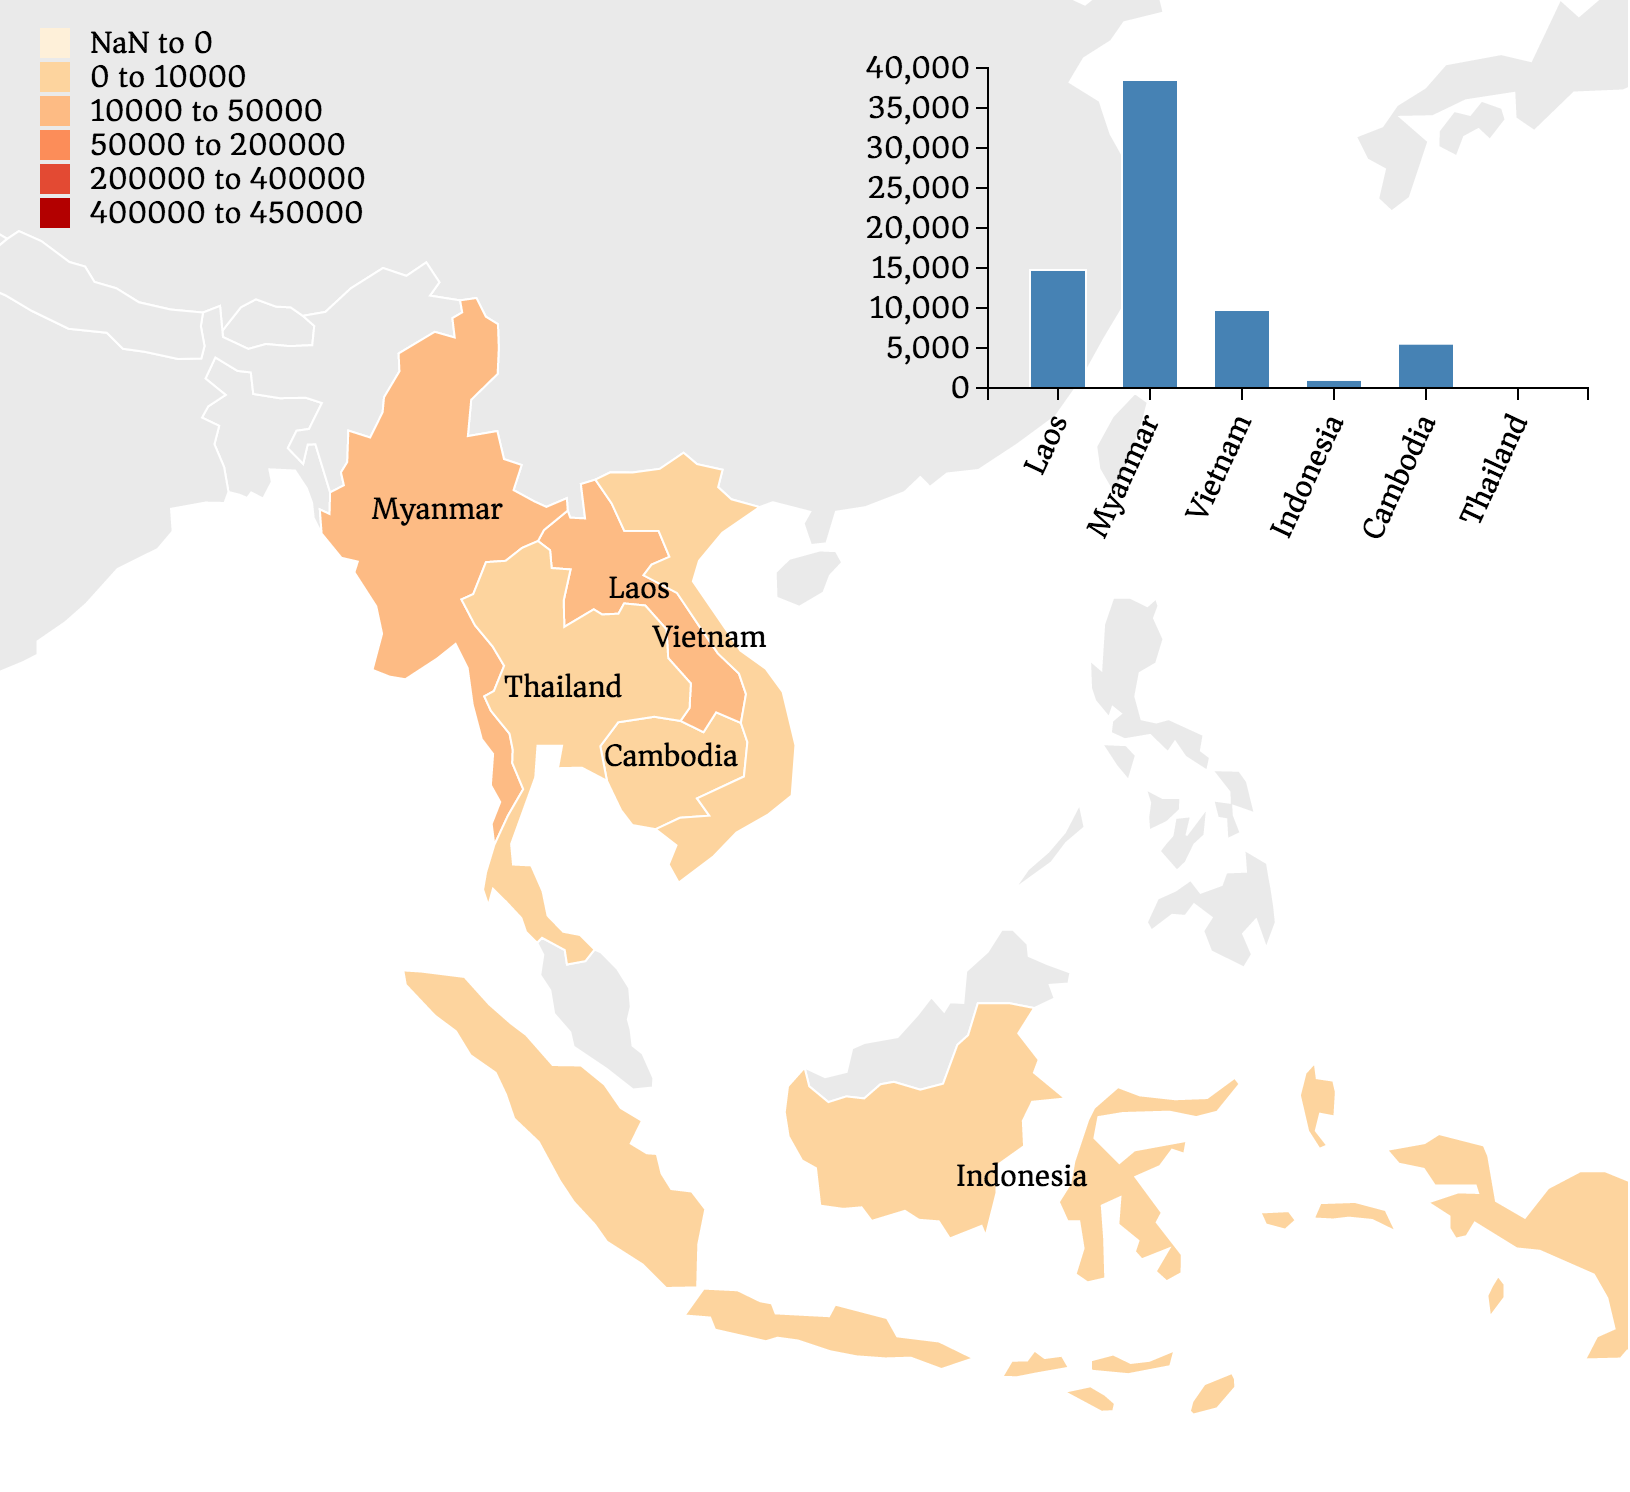 NaN to 0
0 to 10000
10000 to 50000
50000 to 200000
200000 to 400000
400000 to 450000
40,000
35,000
30,000
25,000
20,000
15,000
10,000
5,000
0
Laos
Myanmar
Vietnam
Indonesia
Cambodia
Thailand
Myanmar
Laos
Vietnam
Thailand
Cambodia
Indonesia